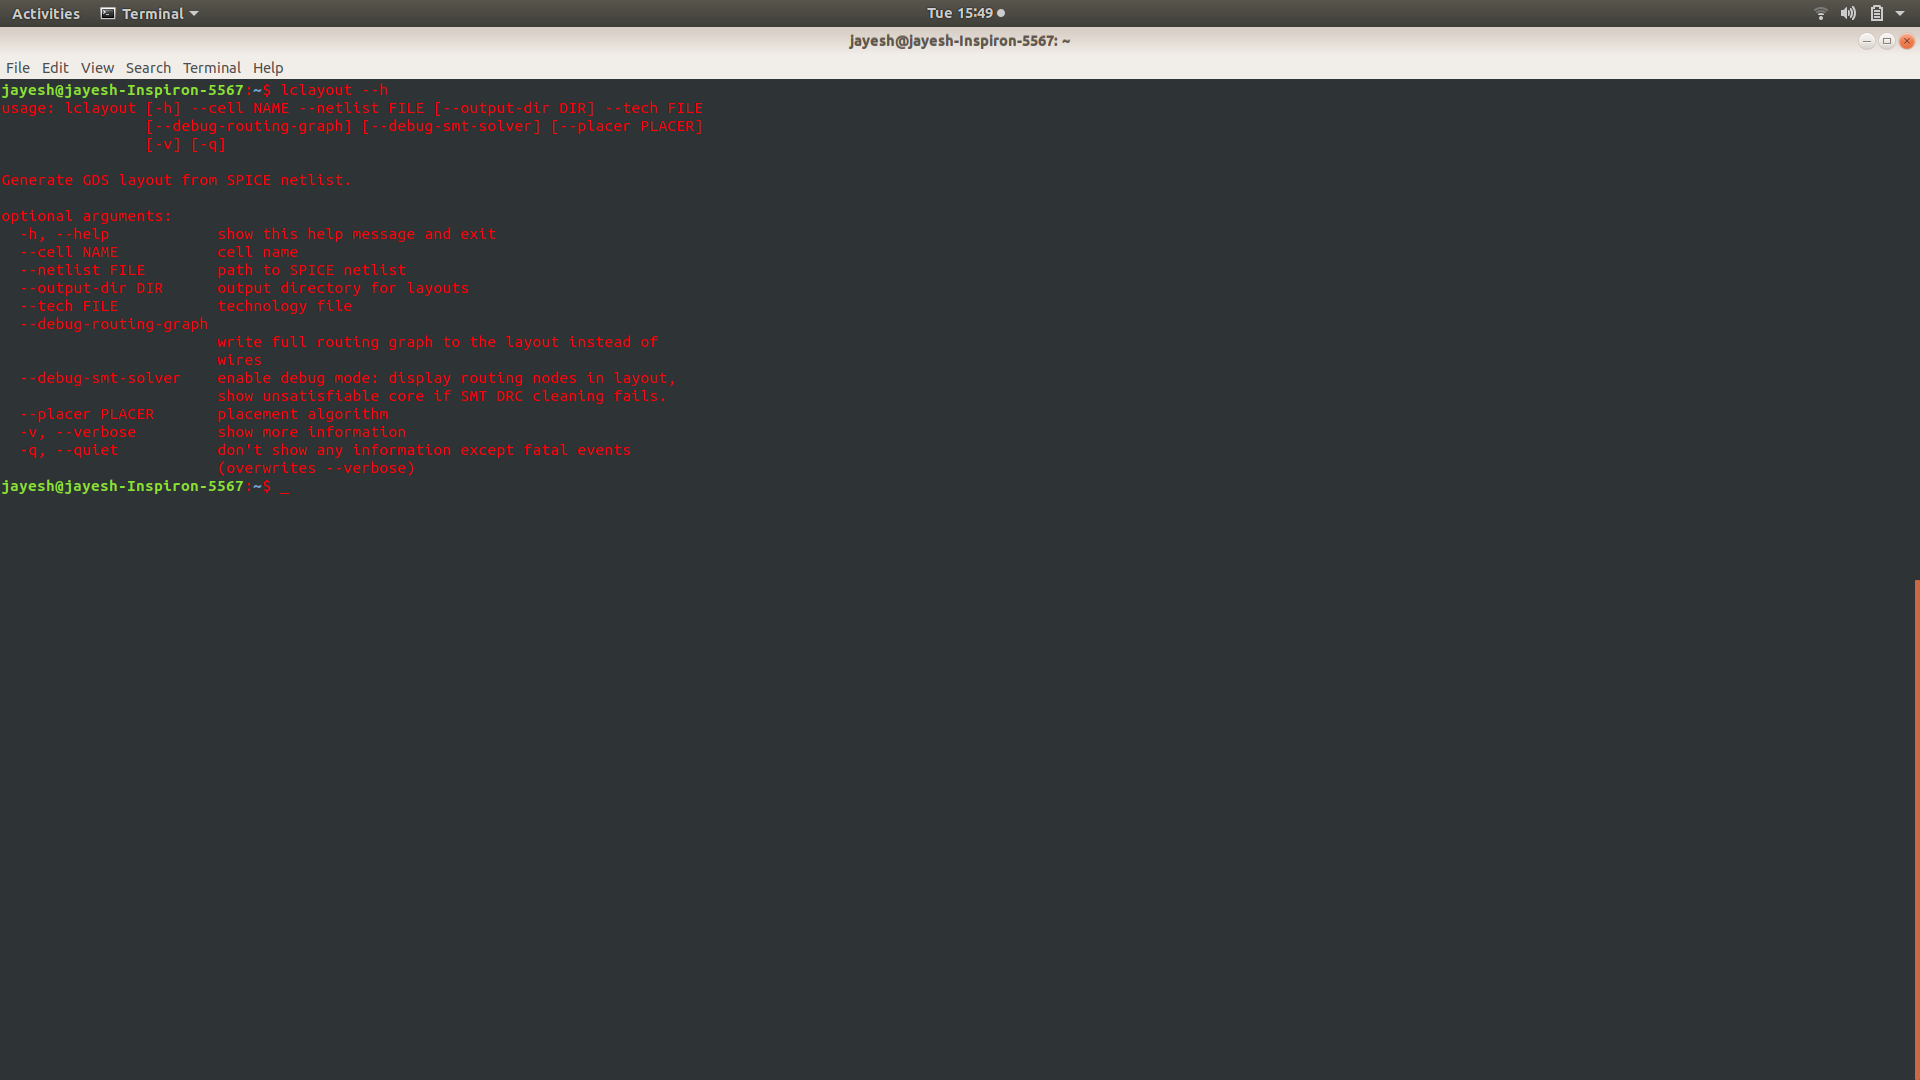 Activities Terminal Tue 15:49
jayesh@jayesh-Inspiron-5567: ~
File Edit View Search Terminal Help
jayesh@jayesh-Inspiron-5567:~$ lclayout --h
usage: lclayout [-h] --cell NAME --netlist FILE [--output-dir DIR] --tech FILE
                [--debug-routing-graph] [--debug-smt-solver] [--placer PLACER]
                [-v] [-q]
Generate GDS layout from SPICE netlist.
optional arguments:
  -h, --help            show this help message and exit
  --cell NAME           cell name
  --netlist FILE        path to SPICE netlist
  --output-dir DIR      output directory for layouts
  --tech FILE           technology file
  --debug-routing-graph
                        write full routing graph to the layout instead of
                        wires
  --debug-smt-solver    enable debug mode: display routing nodes in layout,
                        show unsatisfiable core if SMT DRC cleaning fails.
  --placer PLACER       placement algorithm
  -v, --verbose         show more information
  -q, --quiet           don't show any information except fatal events
                        (overwrites --verbose)
jayesh@jayesh-Inspiron-5567:~$ _